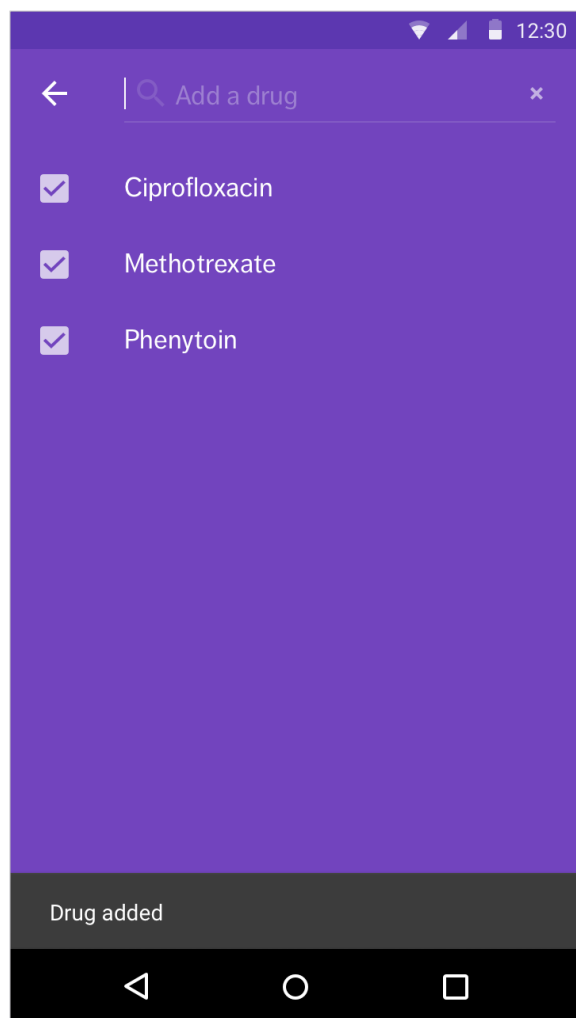 12:30
Add a drug
Ciprofloxacin
Methotrexate
Phenytoin
Drug added